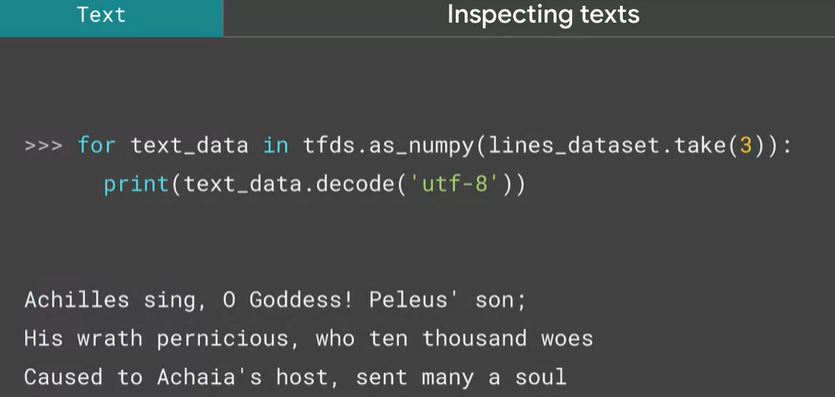 Text
Inspecting texts
>>> for text_data in tfds.as_numpy(lines_dataset.take(3)):
print(text_data.decode('utf-8'))
Achilles sing, O Goddess! Peleus' son;
His wrath pernicious, who ten thousand woes
Caused to Achaia's host, sent many a soul